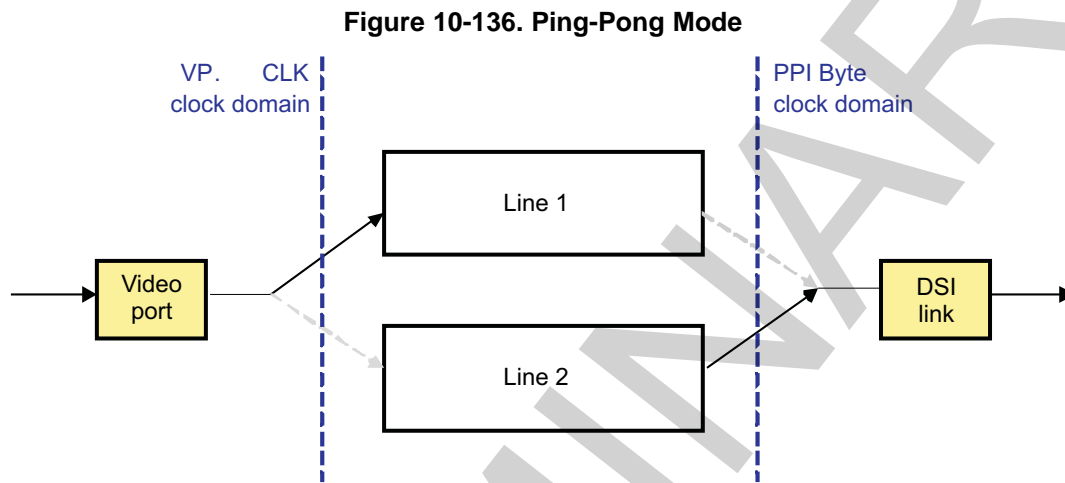 Figure 10-136. Ping-Pong Mode
VP. CLK
clock domain
PPI Byte
clock domain
Line 1
Video
port
DSI
link
Line 2